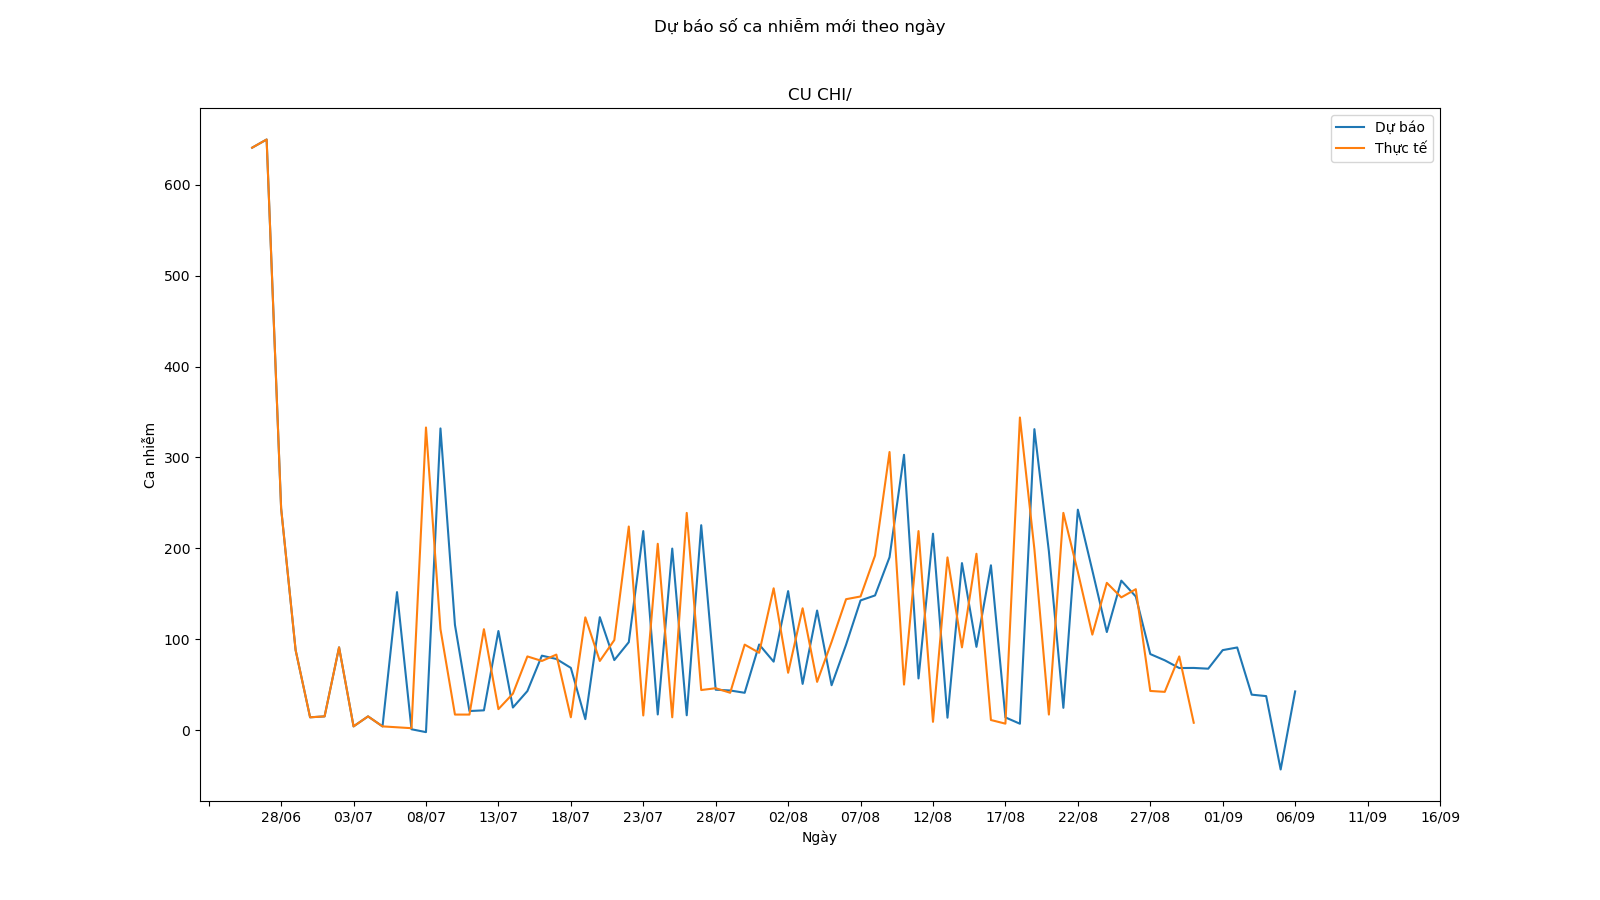 Dự báo số ca nhiễm mới theo ngày
CU CHI/
Dự báo
Thực tế
600
500
400
300
200
100
0
Ca nhiễm
28/06 03/07 08/07 13/07 18/07 23/07 28/07 02/08 07/08 12/08 17/08 22/08 27/08 01/09 06/09 11/09 16/09
Ngày